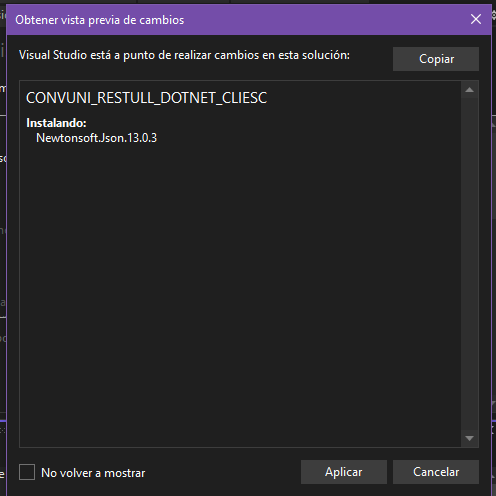 Obtener vista previa de cambios
Visual Studio está a punto de realizar cambios en esta solución:
Copiar
CONVUNI_RESTULL_DOTNET_CLIESC
Instalando:
Newtonsoft.Json.13.0.3
No volver a mostrar
Aplicar
Cancelar